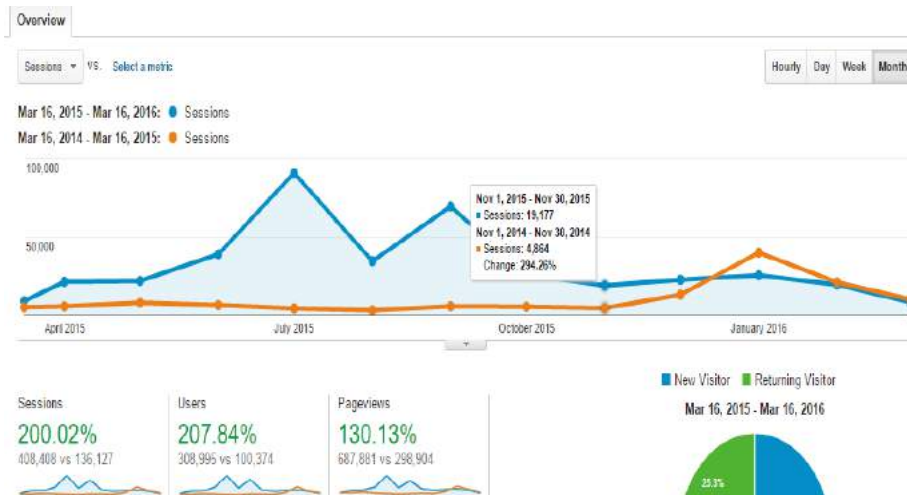 Overview
Sessions VS. Select a metric
Hourly Day Week Month
Mar 16, 2015 - Mar 16, 2016: Sessions
Mar 16, 2014 - Mar 16, 2015: Sessions
100,000
50,000
Nov 1, 2015 - Nov 30, 2015
Sessions: 19,177
Nov 1, 2014 - Nov 30, 2014
Sessions: 4,864
Change: 294.26%
April 2015 July 2015 October 2015 January 2016
New Visitor Returning Visitor
Mar 16, 2015 - Mar 16, 2016
Sessions Users Pageviews
200.02% 207.84% 130.13%
408,408 vs 136,127 308,995 vs 100,374 687,881 vs 298,904
25.3%